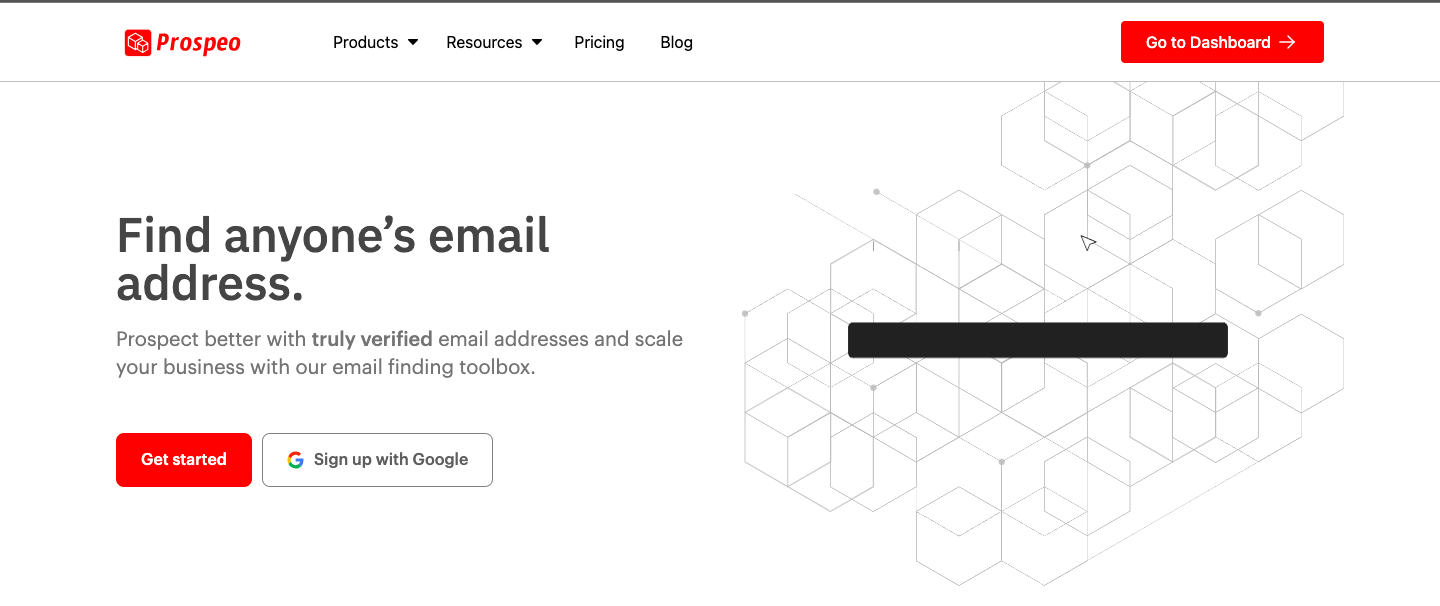 Prospeo
Products
Resources
Pricing
Blog
Go to Dashboard
Find anyone’s email
address.
Prospect better with truly verified email addresses and scale
your business with our email finding toolbox.
Get started
Sign up with Google